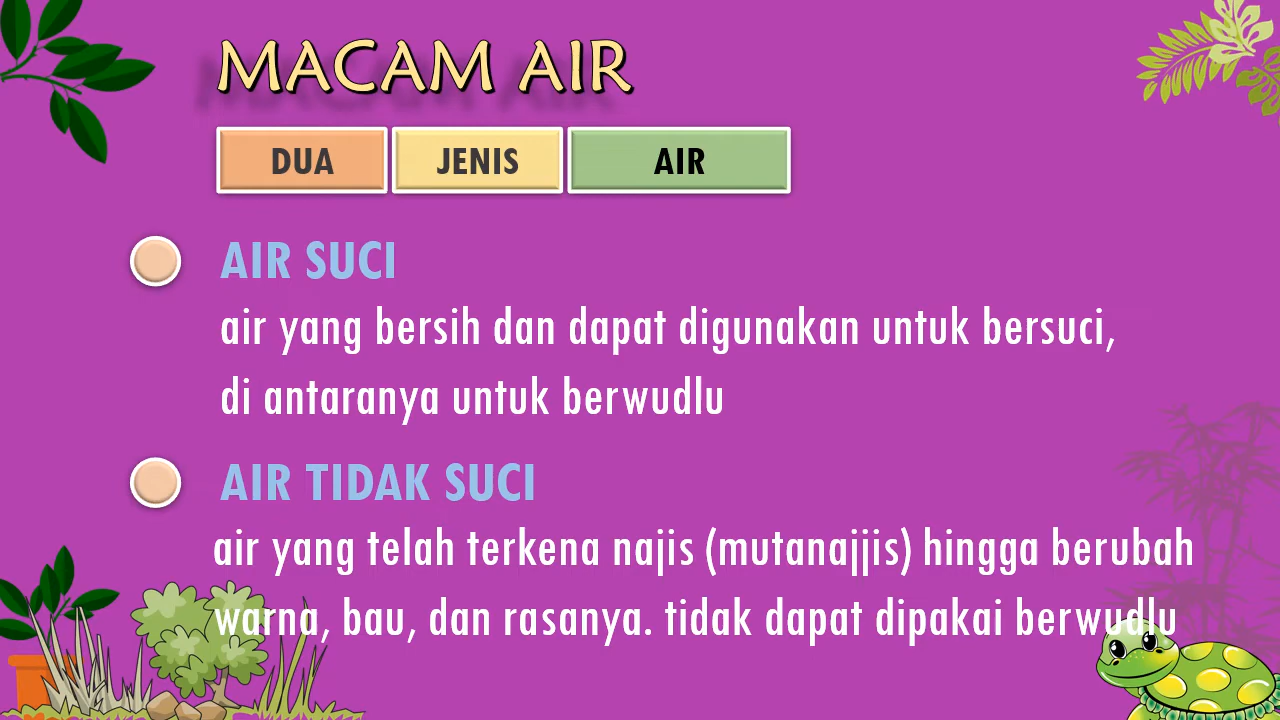 MACAM AIR
DUA JENIS AIR
AIR SUCI
air yang bersih dan dapat digunakan untuk bersuci,
di antaranya untuk berwudlu
AIR TIDAK SUCI
air yang telah terkena najis (mutanajjis) hingga berubah
warna, bau, dan rasanya. tidak dapat dipakai berwudlu